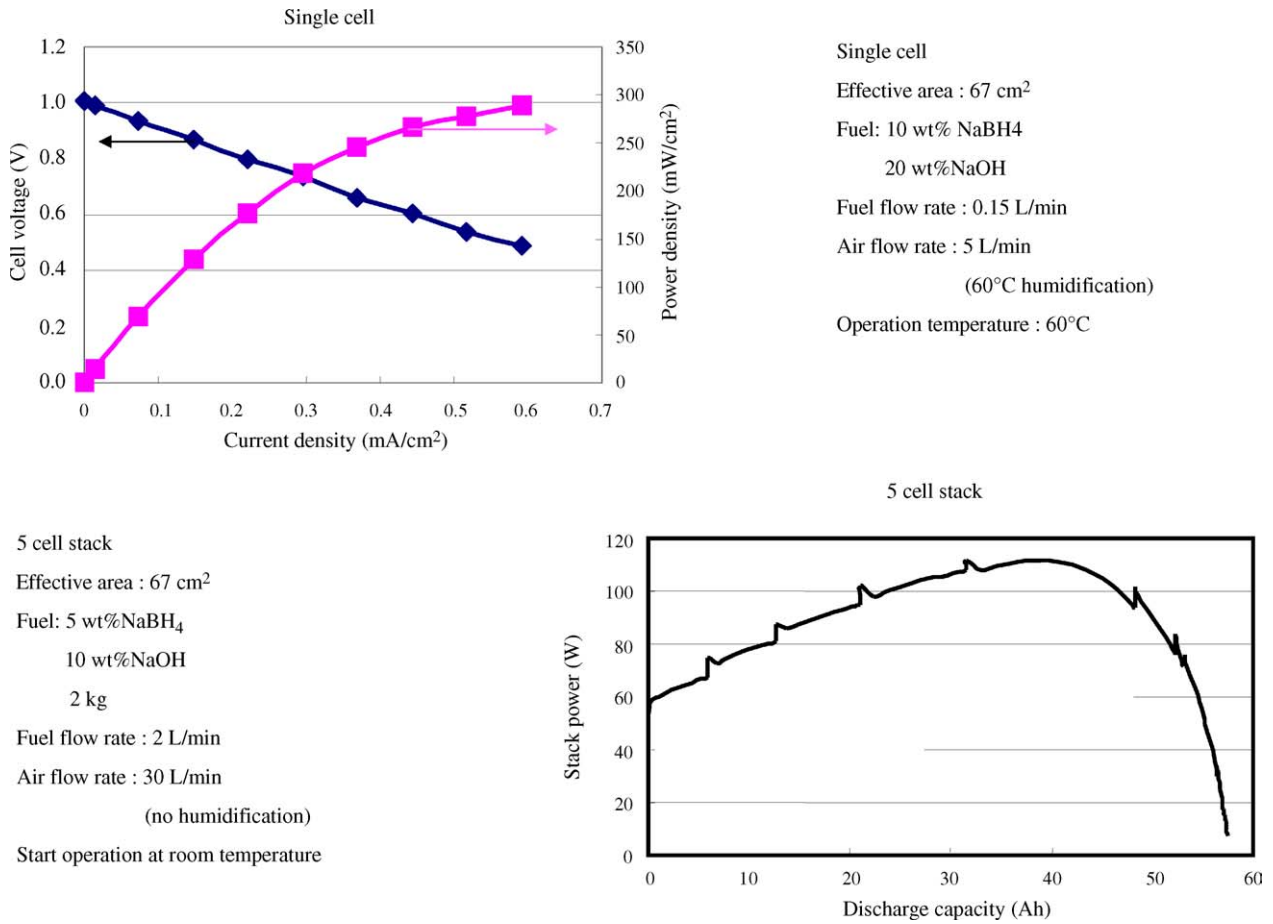 Single cell
1.2
1.0
0.8
0.6
0.4
0.2
0.0
Cell voltage (V)
350
300
250
200
150
100
50
0
Power density (mW/cm2)
0 0.1 0.2 0.3 0.4 0.5 0.6 0.7
Current density (mA/cm2)
Single cell
Effective area : 67 cm2
Fuel: 10 wt% NaBH4
20 wt%NaOH
Fuel flow rate : 0.15 L/min
Air flow rate : 5 L/min
(60°C humidification)
Operation temperature : 60°C
5 cell stack
Effective area : 67 cm2
Fuel: 5 wt%NaBH4
10 wt%NaOH
2 kg
Fuel flow rate : 2 L/min
Air flow rate : 30 L/min
(no humidification)
Start operation at room temperature
5 cell stack
120
100
80
60
40
20
0
Stack power (W)
0 10 20 30 40 50 60
Discharge capacity (Ah)